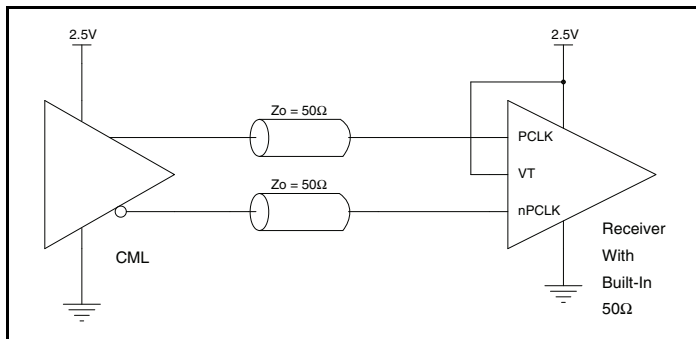 2.5V
2.5V
Zo = 50Ω
PCLK
VT
Zo = 50Ω
nPCLK
CML
Receiver
With
Built-In
50Ω